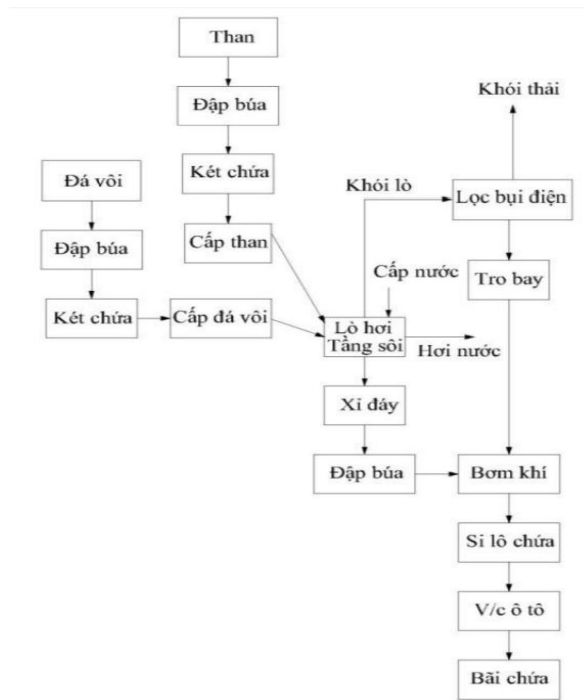 Than
Khói thải
Đập búa
Két chứa
Đá vôi
Khói lò
Lọc bụi điện
Cấp than
Đập búa
Cấp nước
Tro bay
Két chứa
Cấp đá vôi
Lò hơi
Tầng sôi
Hơi nước
Xỉ đáy
Đập búa
Bơm khí
Si lô chứa
V/c ô tô
Bãi chứa